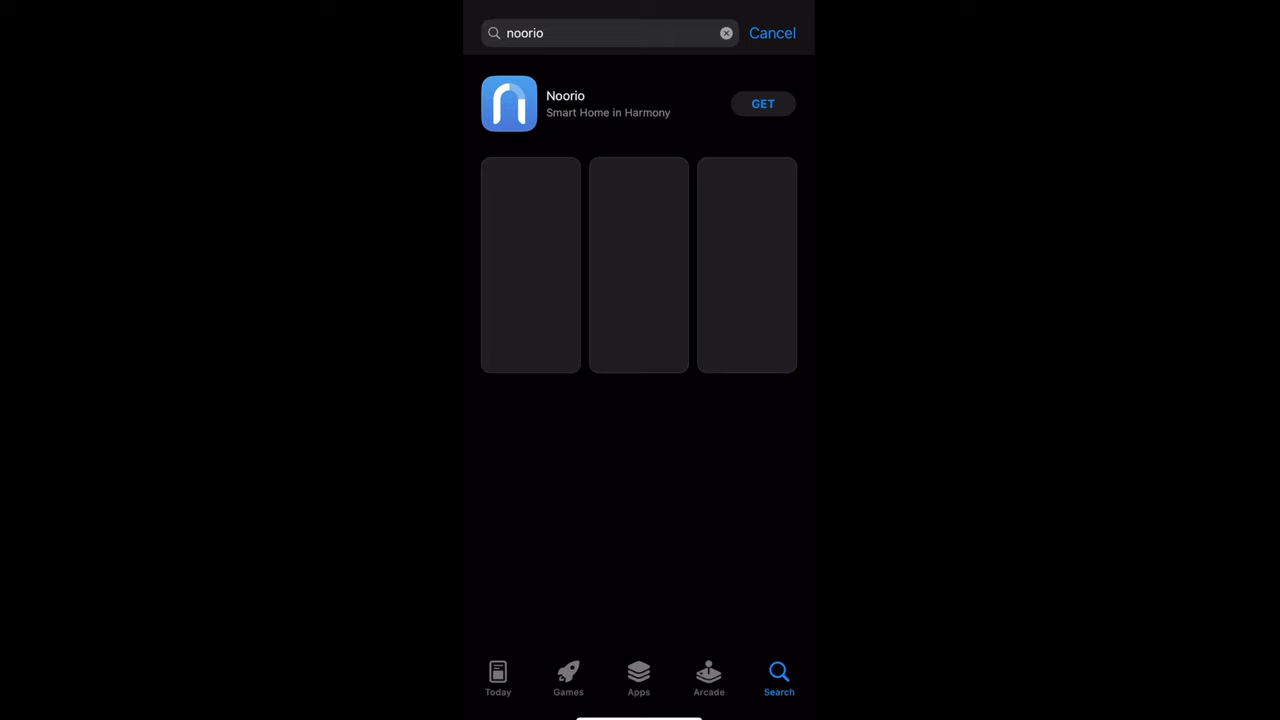 noorio
Cancel
Noorio
Smart Home in Harmony
GET
Today
Games
Apps
Arcade
Search